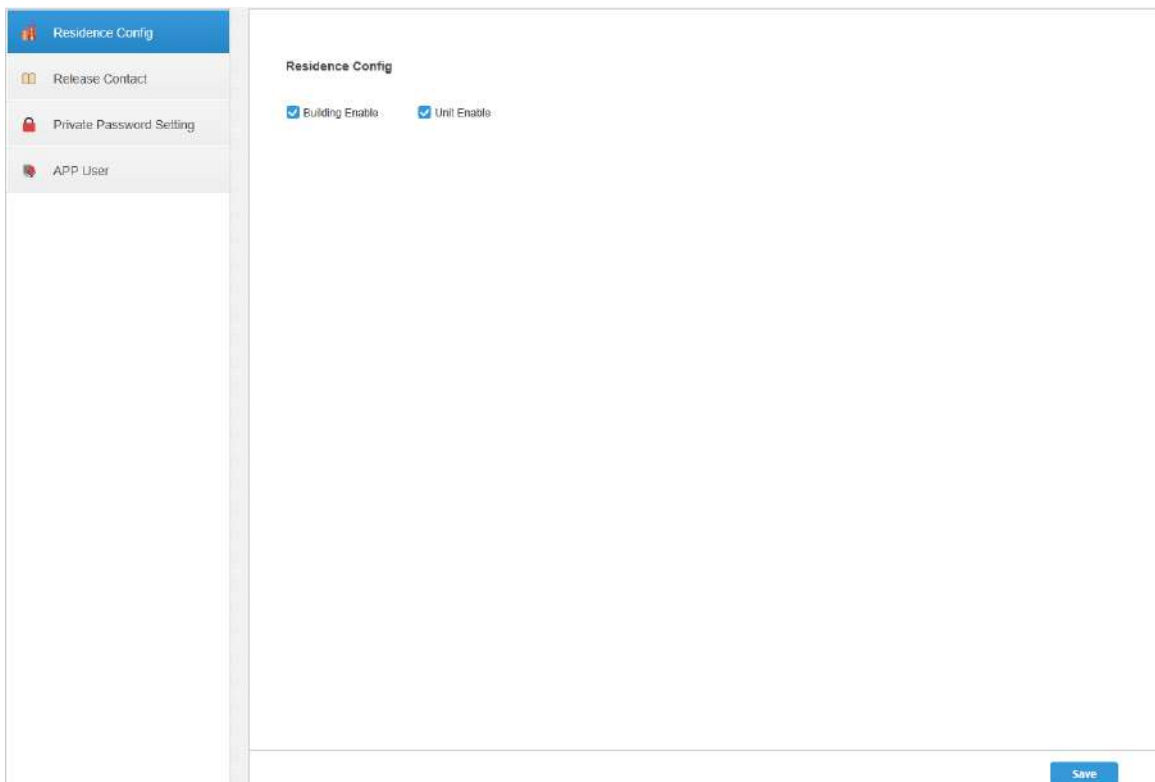 Residence Config
Release Contact
Private Password Setting
APP User
Residence Config
Building Enable Unit Enable
Save